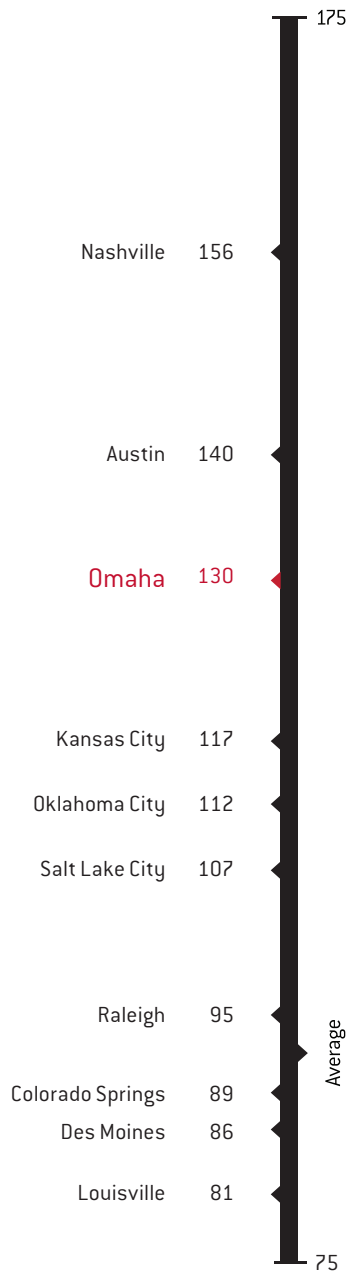 175
Nashville 156
Austin 140
Omaha 130
Kansas City 117
Oklahoma City 112
Salt Lake City 107
Raleigh 95
Average
Colorado Springs 89
Des Moines 86
Louisville 81
75